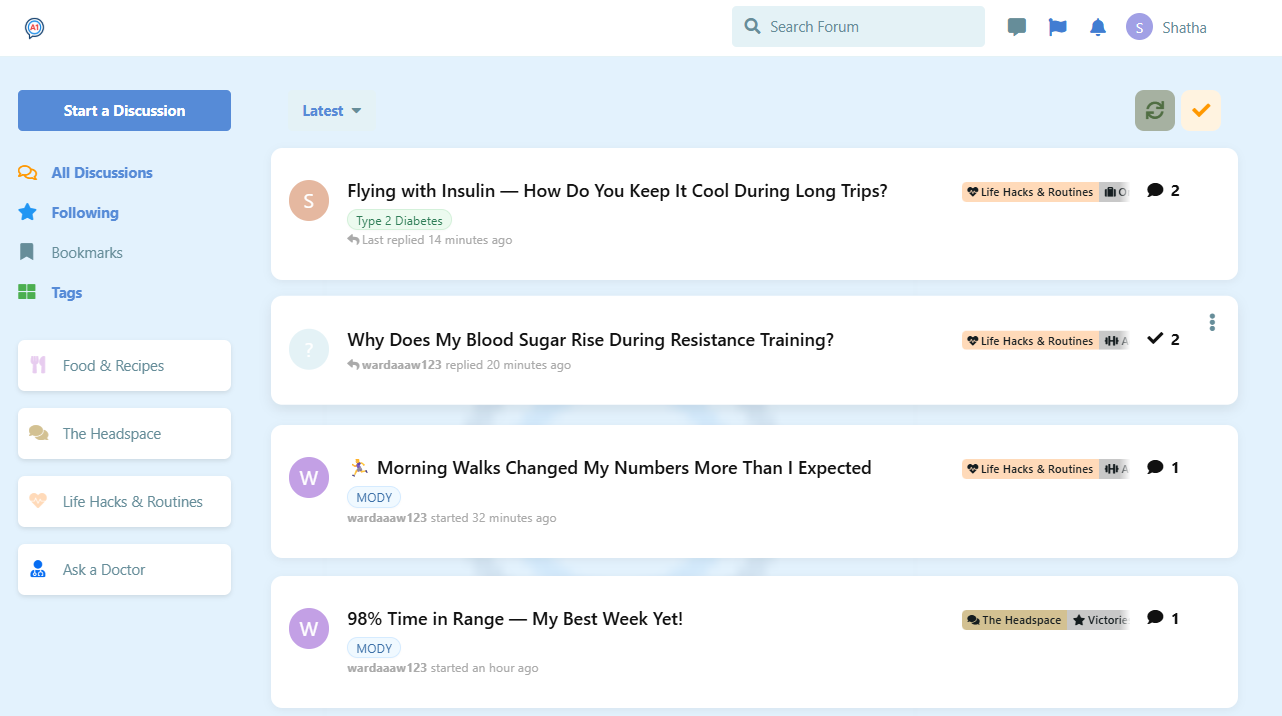 A1
Search Forum
S
Shatha
Start a Discussion
Latest
All Discussions
Following
Bookmarks
Tags
Food & Recipes
The Headspace
Life Hacks & Routines
Ask a Doctor
S
Flying with Insulin — How Do You Keep It Cool During Long Trips?
Type 2 Diabetes
Last replied 14 minutes ago
Life Hacks & Routines
2
?
Why Does My Blood Sugar Rise During Resistance Training?
wardaaaw123 replied 20 minutes ago
Life Hacks & Routines A
2
W
🏃‍♀️ Morning Walks Changed My Numbers More Than I Expected
MODY
wardaaaw123 started 32 minutes ago
Life Hacks & Routines A
1
W
98% Time in Range — My Best Week Yet!
MODY
wardaaaw123 started an hour ago
The Headspace Victorie
1